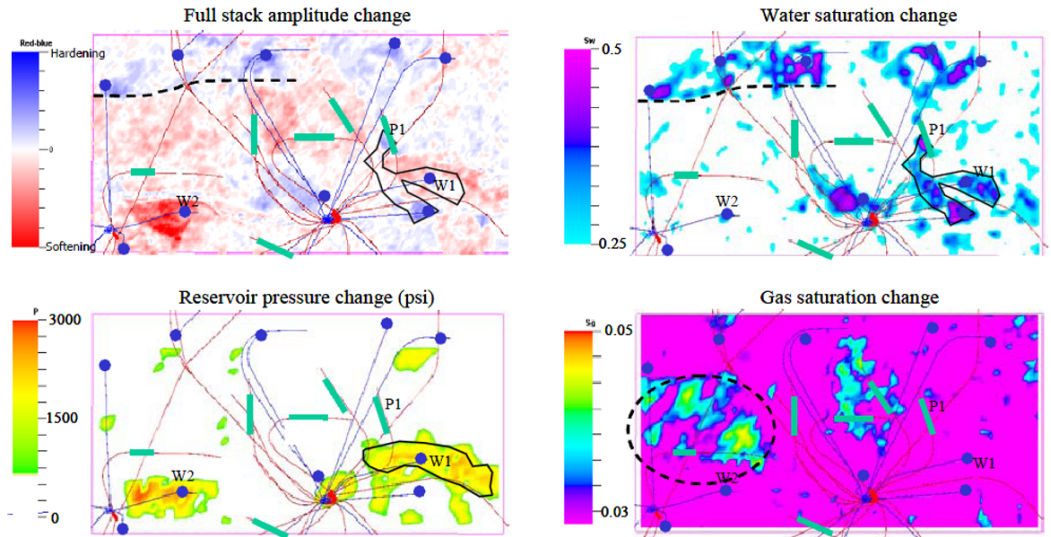 Full stack amplitude change
Red-blue
Hardening
0
Softening
P1
W1
W2
Water saturation change
Sw
0.5
0.25
P1
W1
W2
Reservoir pressure change (psi)
P
3000
1500
0
P1
W1
W2
Gas saturation change
Sg
0.05
0.03
P1
W1
W2